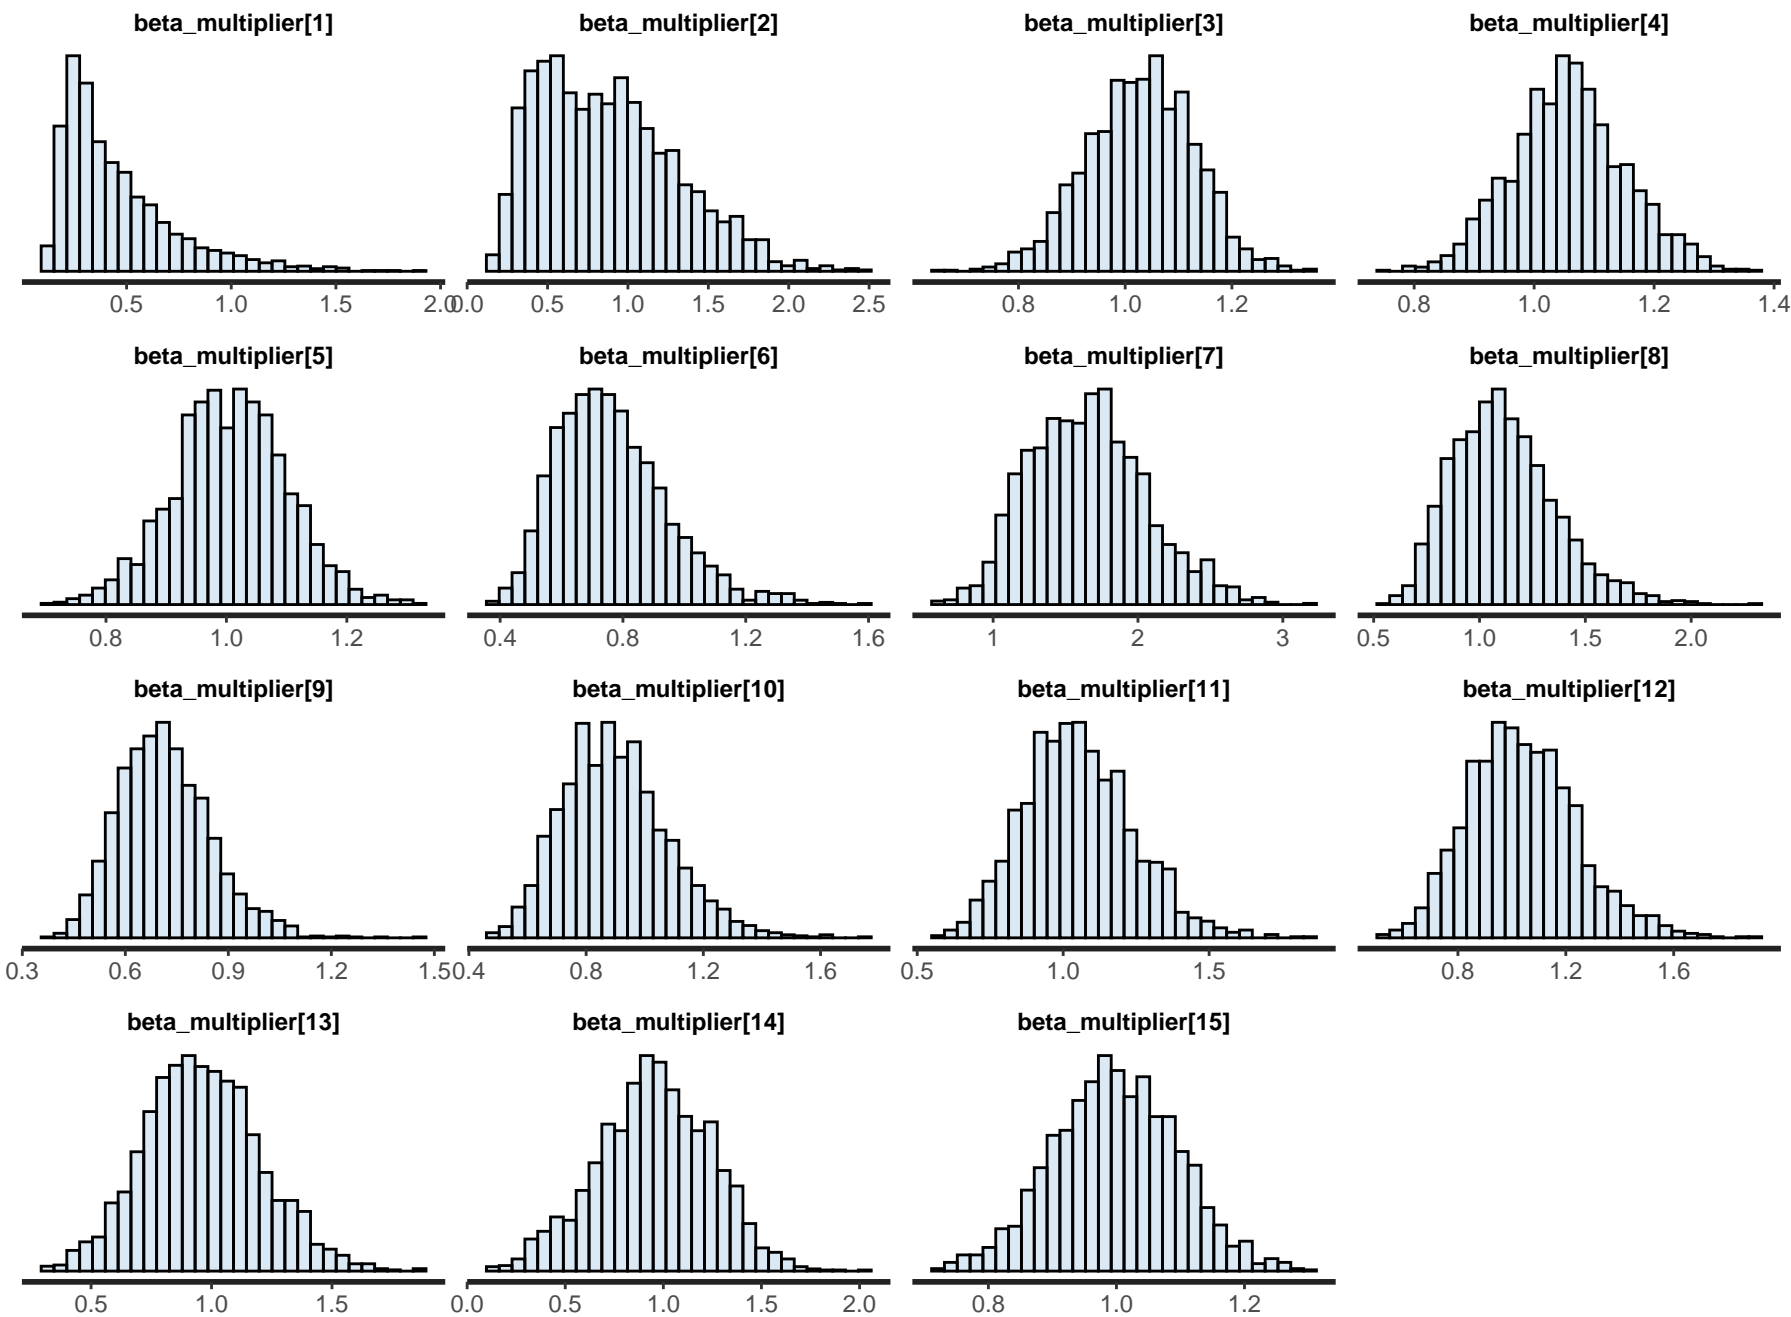 beta_multiplier[1] beta_multiplier[2] beta_multiplier[3] beta_multiplier[4]
0.5 1.0 1.5 2.0 0.0 0.5 1.0 1.5 2.0 2.5 0.8 1.0 1.2 0.8 1.0 1.2 1.4
beta_multiplier[5] beta_multiplier[6] beta_multiplier[7] beta_multiplier[8]
0.8 1.0 1.2 0.4 0.8 1.2 1.6 1 2 3 0.5 1.0 1.5 2.0
beta_multiplier[9] beta_multiplier[10] beta_multiplier[11] beta_multiplier[12]
0.3 0.6 0.9 1.2 1.5 0.4 0.8 1.2 1.6 0.5 1.0 1.5 0.8 1.2 1.6
beta_multiplier[13] beta_multiplier[14] beta_multiplier[15]
0.5 1.0 1.5 0.0 0.5 1.0 1.5 2.0 0.8 1.0 1.2